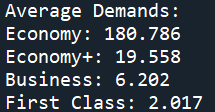 Average Demands:
Economy: 180.786
Economy+: 19.558
Business: 6.202
First Class: 2.017